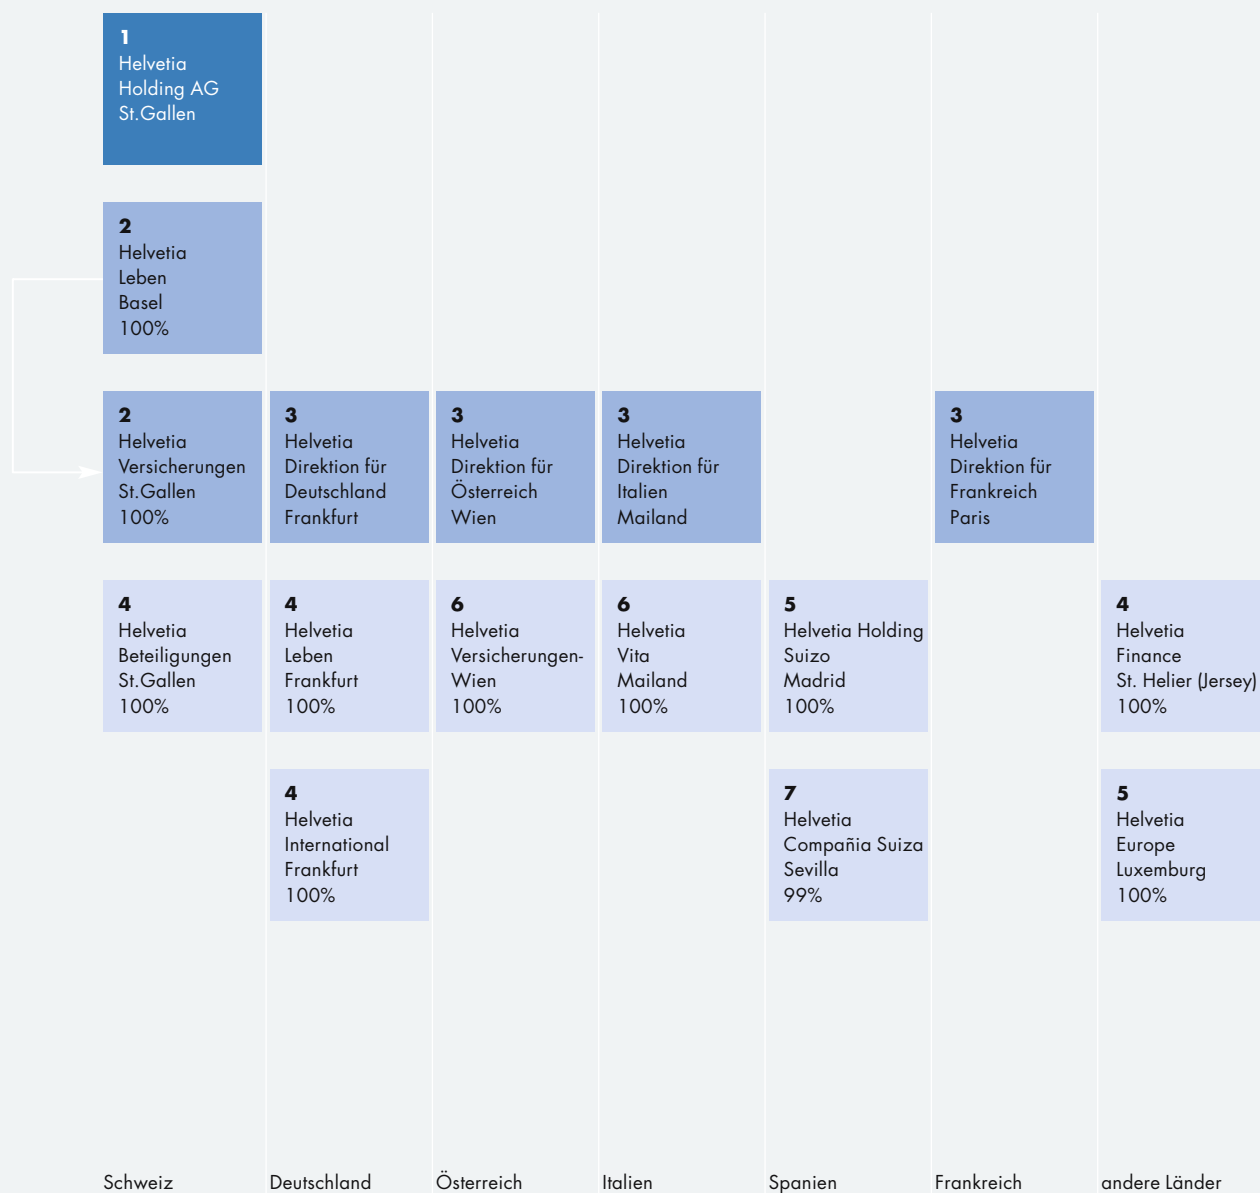 1
Helvetia
Holding AG
St.Gallen
2
Helvetia
Leben
Basel
100%
2
Helvetia
Versicherungen
St.Gallen
100%
3
Helvetia
Direktion für
Deutschland
Frankfurt
3
Helvetia
Direktion für
Österreich
Wien
3
Helvetia
Direktion für
Italien
Mailand
3
Helvetia
Direktion für
Frankreich
Paris
4
Helvetia
Beteiligungen
St.Gallen
100%
4
Helvetia
Leben
Frankfurt
100%
6
Helvetia
Versicherungen-
Wien
100%
6
Helvetia
Vita
Mailand
100%
5
Helvetia Holding
Suizo
Madrid
100%
4
Helvetia
Finance
St. Helier (Jersey)
100%
4
Helvetia
International
Frankfurt
100%
7
Helvetia
Compañia Suiza
Sevilla
99%
5
Helvetia
Europe
Luxemburg
100%
Schweiz
Deutschland
Österreich
Italien
Spanien
Frankreich
andere Länder